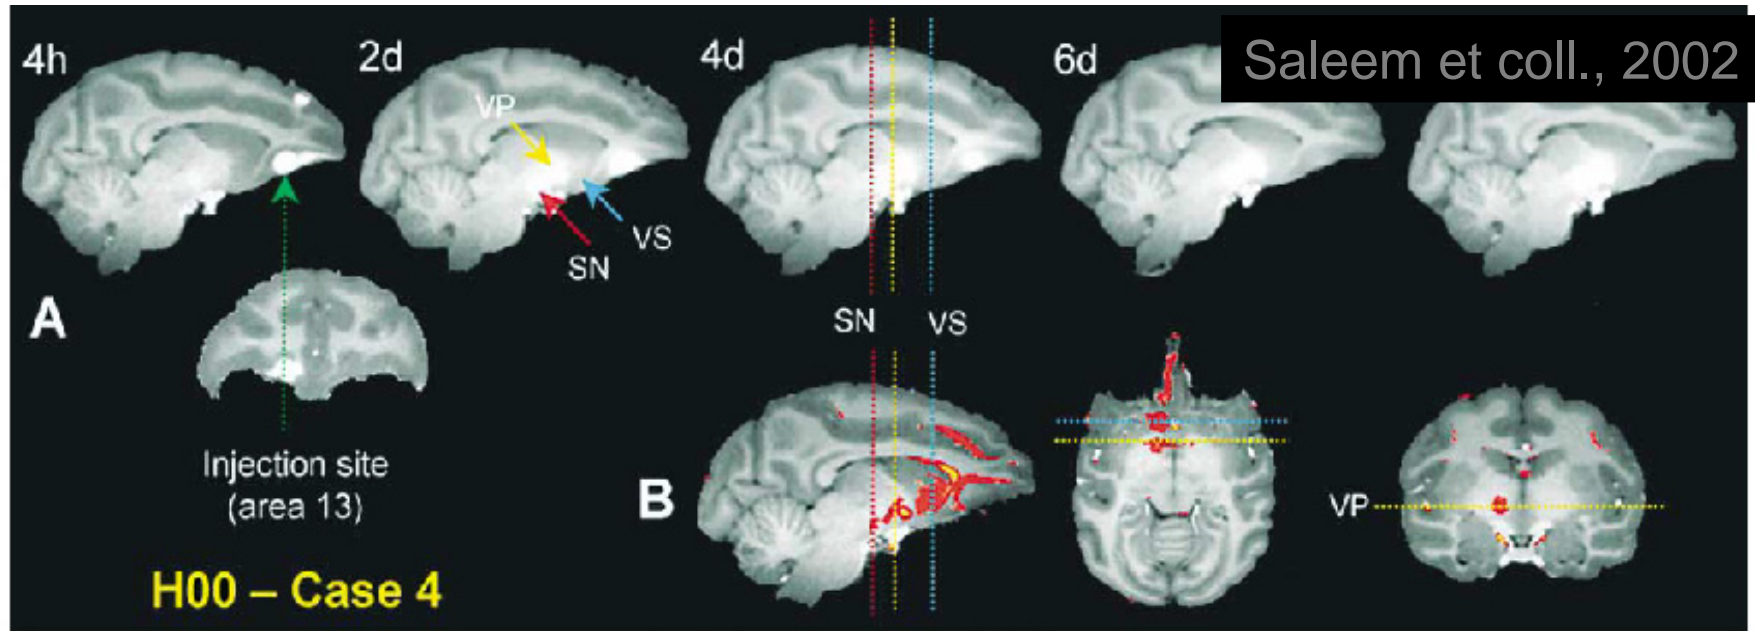 4h
2d
4d
6d
Saleem et coll., 2002
VP
VS
SN
A
SN
VS
Injection site
(area 13)
B
VP
H00 – Case 4